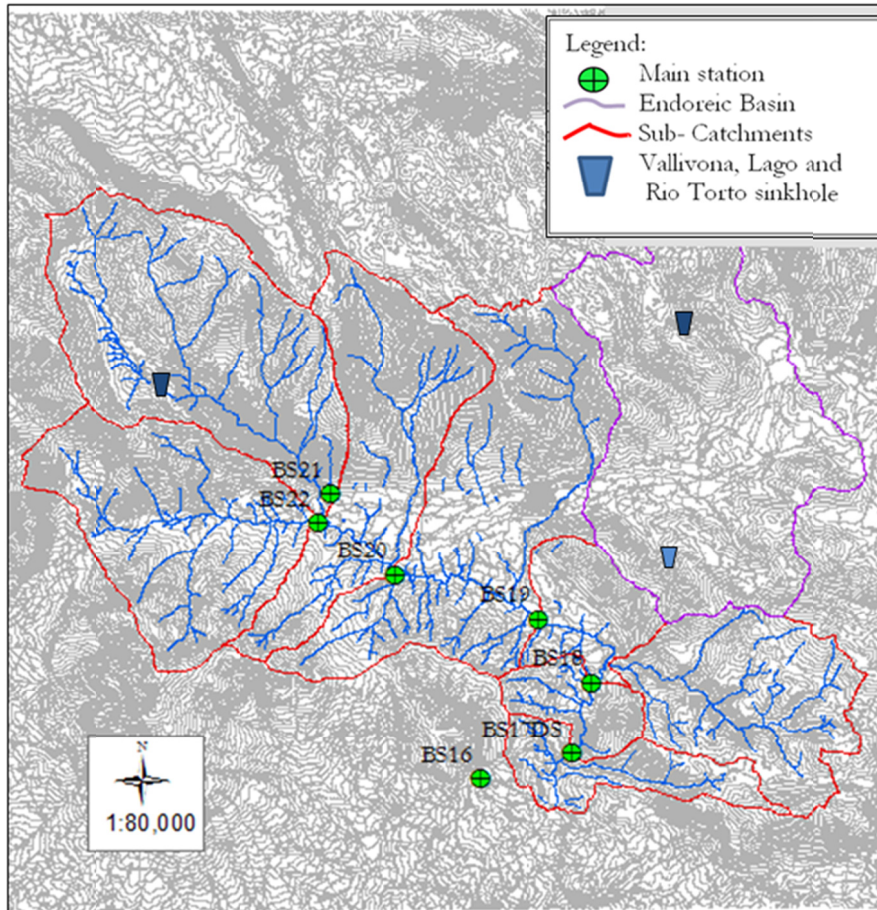 Legend:
Main station
Endoreic Basin
Sub- Catchments
Vallivona, Lago and
Rio Torto sinkhole
BS21
BS22
BS20
BS19
BS18
BS17DS
BS16
N
1:80,000